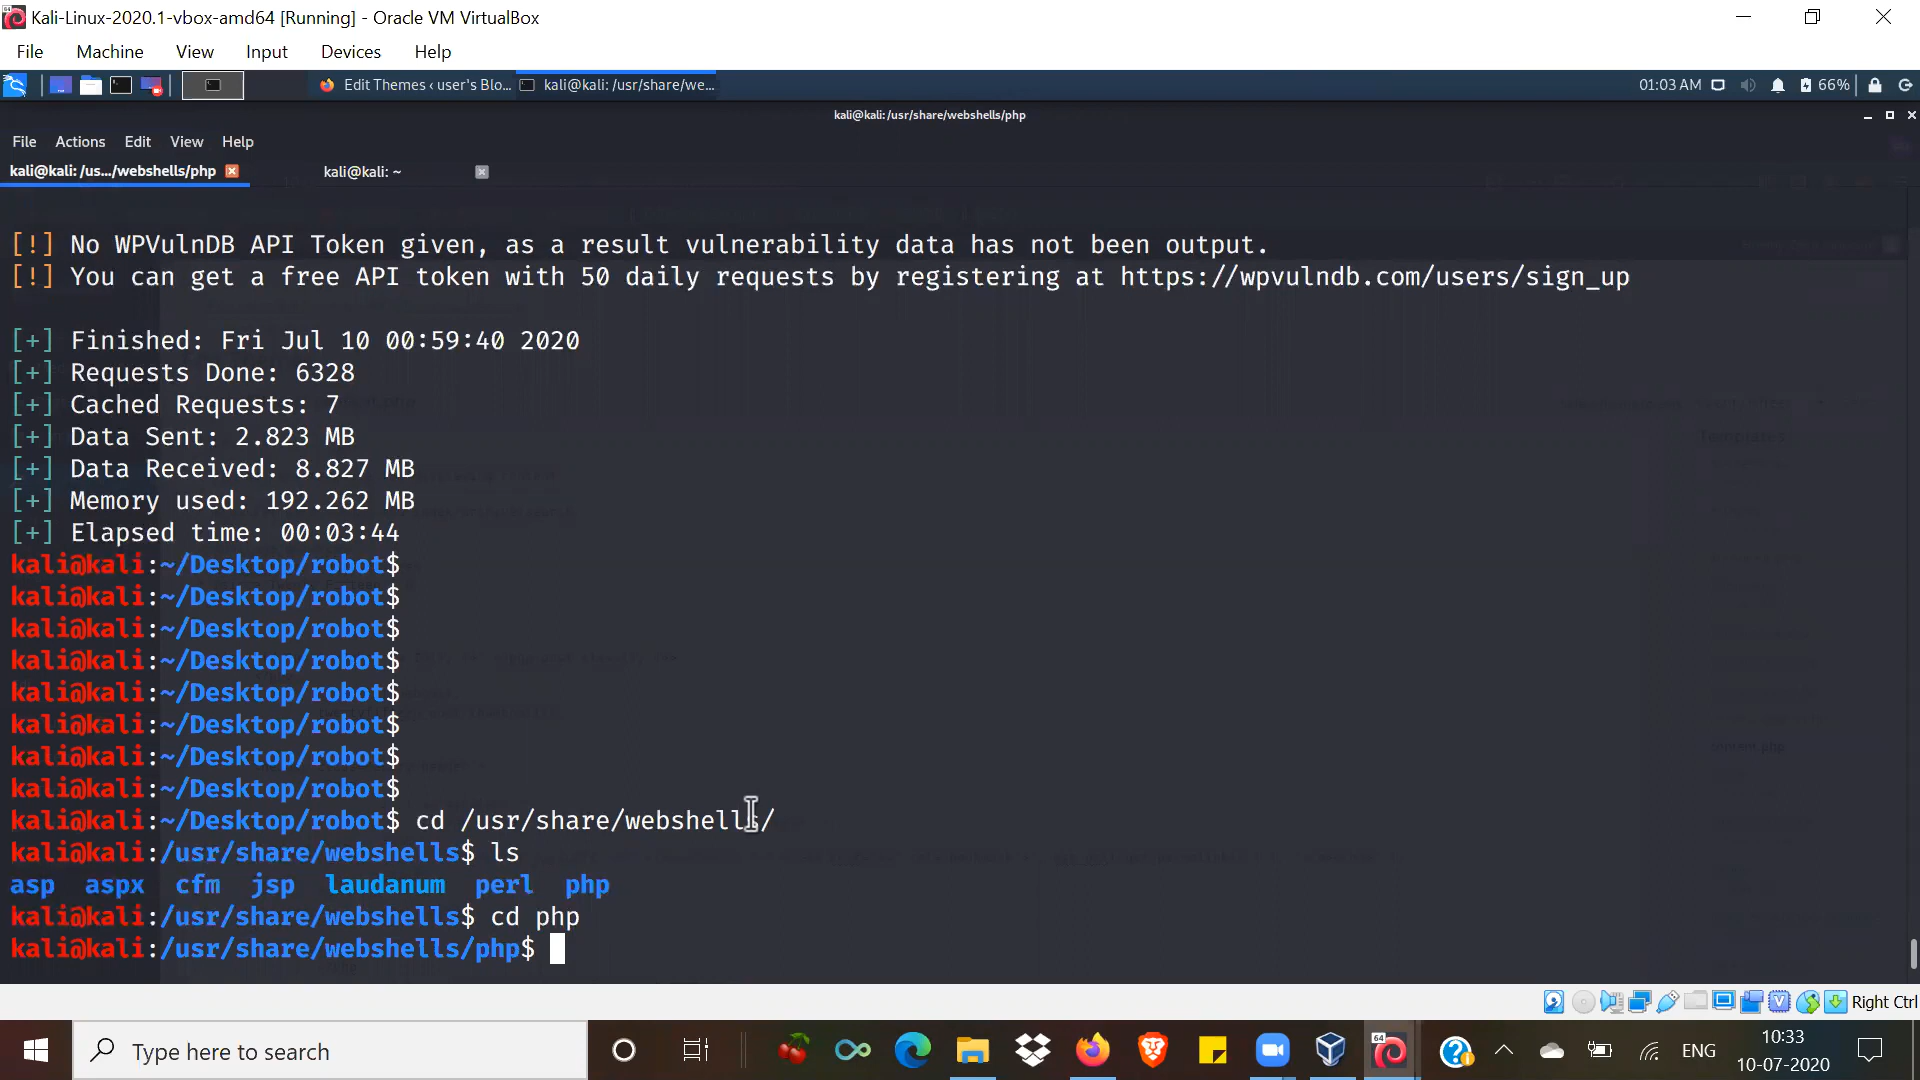 Kali-Linux-2020.1-vbox-amd64 [Running] - Oracle VM VirtualBox
File Machine View Input Devices Help
Edit Themes ‹ user's Blo... kali@kali: /usr/share/we... 01:03 AM 66%
kali@kali:/usr/share/webshells/php
File Actions Edit View Help
kali@kali: /us.../webshells/php kali@kali: ~
[!] No WPVulnDB API Token given, as a result vulnerability data has not been output.
[!] You can get a free API token with 50 daily requests by registering at https://wpvulndb.com/users/sign_up
[+] Finished: Fri Jul 10 00:59:40 2020
[+] Requests Done: 6328
[+] Cached Requests: 7
[+] Data Sent: 2.823 MB
[+] Data Received: 8.827 MB
[+] Memory used: 192.262 MB
[+] Elapsed time: 00:03:44
kali@kali:~/Desktop/robot$
kali@kali:~/Desktop/robot$
kali@kali:~/Desktop/robot$
kali@kali:~/Desktop/robot$
kali@kali:~/Desktop/robot$
kali@kali:~/Desktop/robot$
kali@kali:~/Desktop/robot$
kali@kali:~/Desktop/robot$
kali@kali:~/Desktop/robot$ cd /usr/share/webshells/
kali@kali:/usr/share/webshells$ ls
asp aspx cfm jsp laudanum perl php
kali@kali:/usr/share/webshells$ cd php
kali@kali:/usr/share/webshells/php$
Right Ctrl
Type here to search
ENG
10:33
10-07-2020